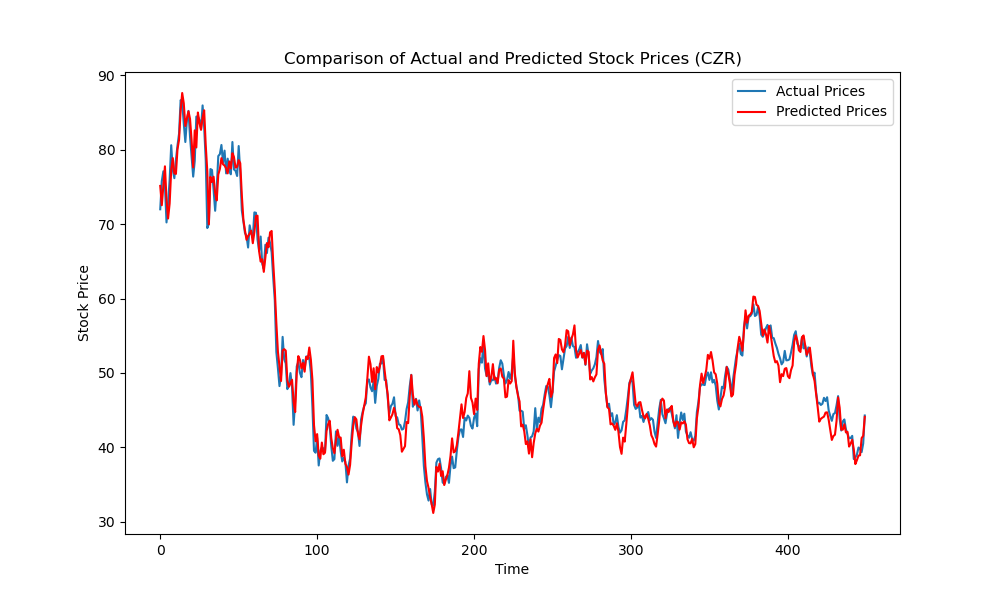 Comparison of Actual and Predicted Stock Prices (CZR)
Actual Prices
Predicted Prices
Stock Price
90
80
70
60
50
40
30
0 100 200 300 400
Time